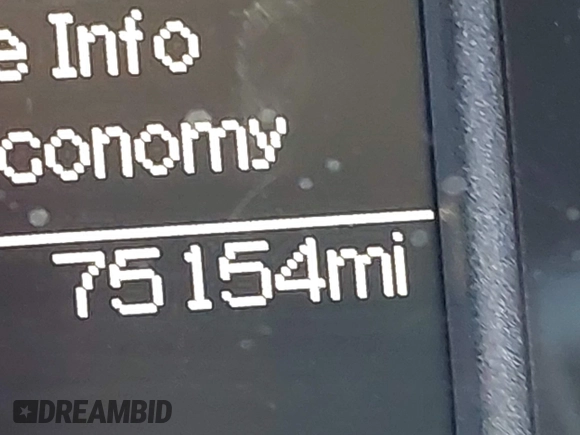 e Info
conomy
75154mi
DREAMBID